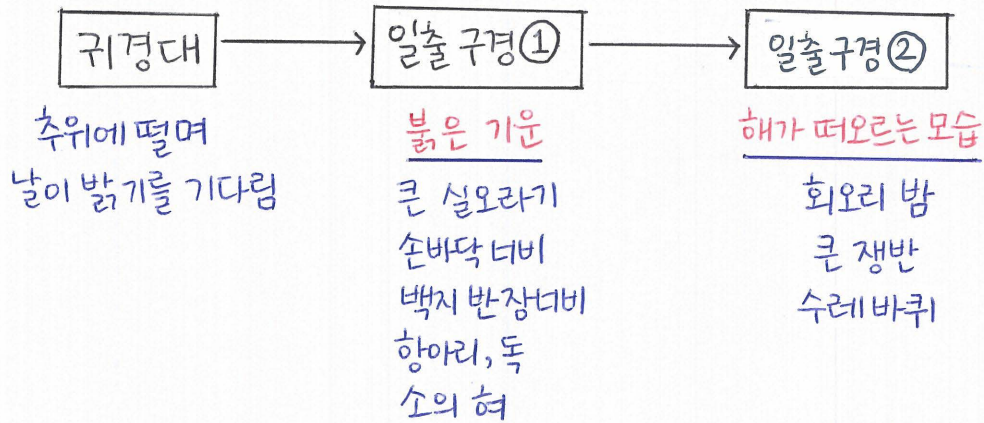 귀경대
추위에 떨며
날이 밝기를 기다림
일출 구경①
붉은 기운
큰 실오라기
손바닥 너비
백지 반 장 너비
항아리, 독
소의 혀
일출 구경②
해가 떠오르는 모습
회오리 밤
큰 쟁반
수레바퀴